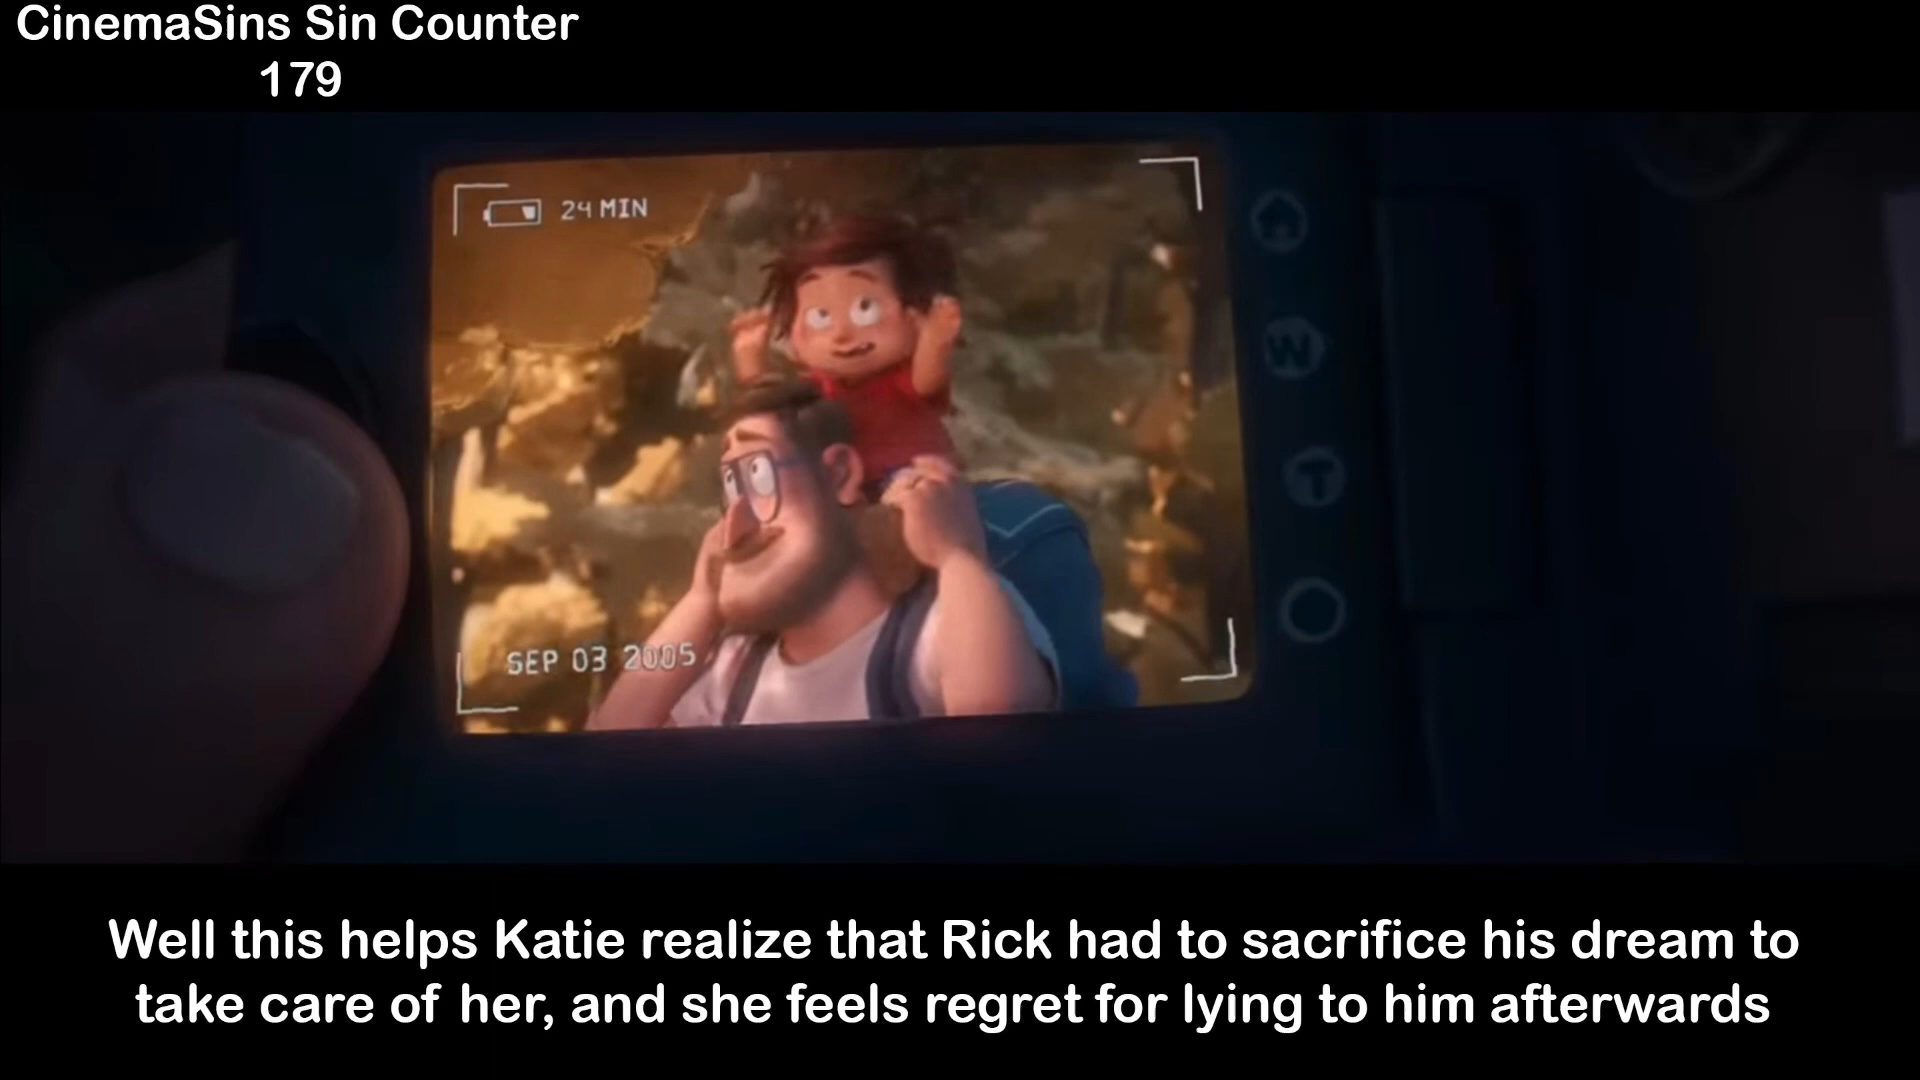 CinemaSins Sin Counter
179
24 MIN
W
T
SEP 03 2005
Well this helps Katie realize that Rick had to sacrifice his dream to
take care of her, and she feels regret for lying to him afterwards